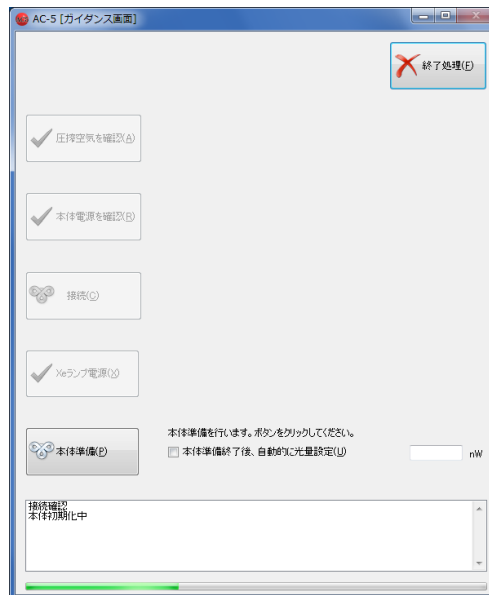 AC-5 [ガイダンス画面]
終了処理(F)
圧搾空気を確認(A)
本体電源を確認(B)
接続(C)
Xeランプ電源(X)
本体準備を行います。ボタンをクリックしてください。
本体準備(P)
本体準備終了後、自動的に光量設定(U)
nW
接続確認
本体初期化中